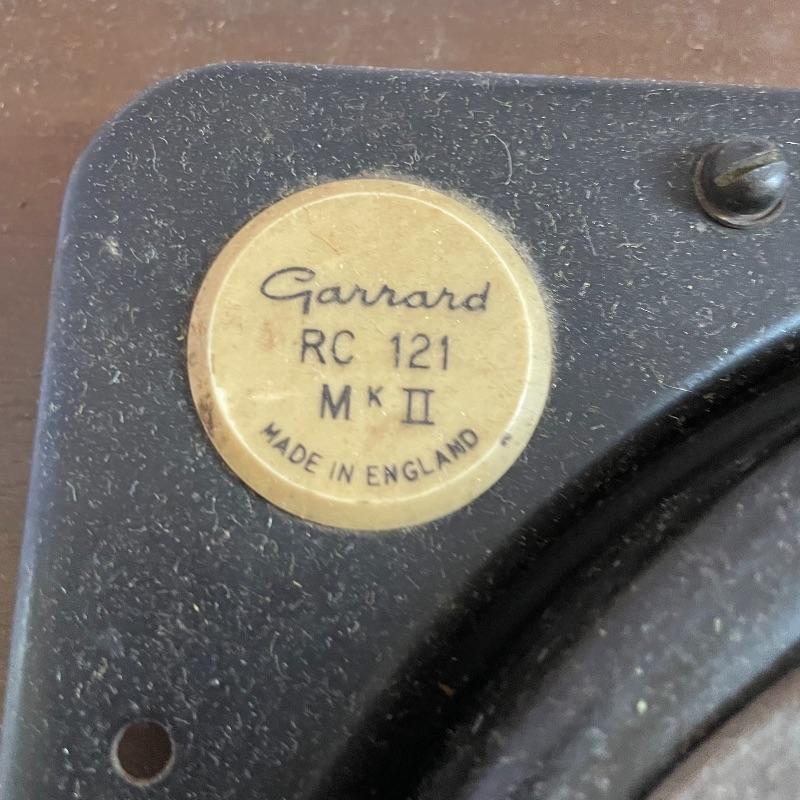 Garrard
RC 121
MK II
MADE IN ENGLAND